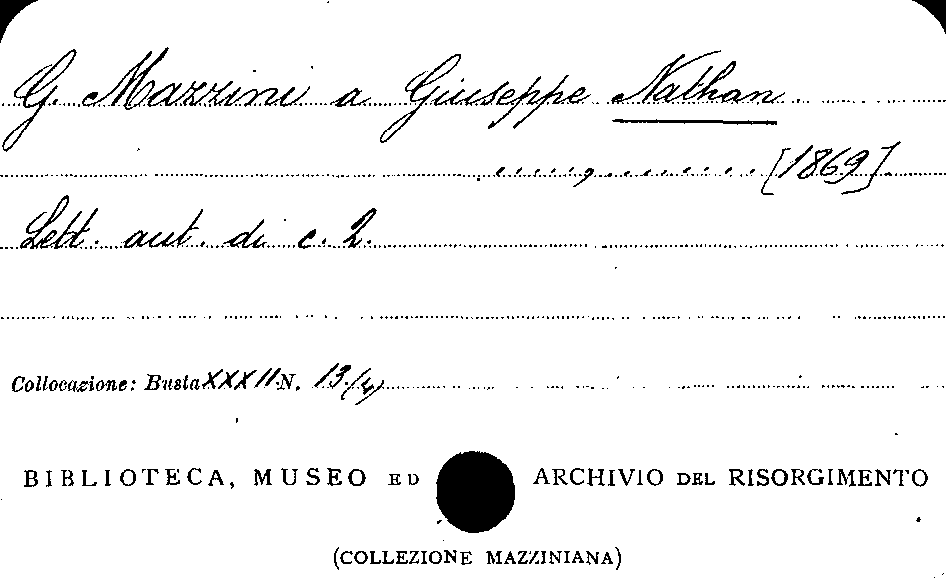 G. Mazzini a Giuseppe Nathan
....., ........ [1869]
Lett. aut. di c. 2.
Collocazione: Busta XXXII N. 13/(4)
BIBLIOTECA, MUSEO ED ARCHIVIO DEL RISORGIMENTO
(COLLEZIONE MAZZINIANA)